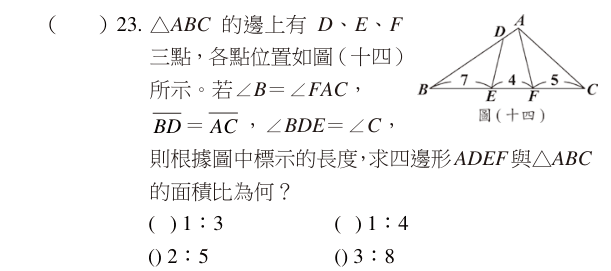 (　　) 23. △ABC 的邊上有 D、E、F
三點，各點位置如圖(十四)
所示。若∠B=∠FAC，
BD = AC ，∠BDE=∠C，
則根據圖中標示的長度，求四邊形ADEF與△ABC
的面積比為何？
( ) 1：3　　( ) 1：4
() 2：5　　() 3：8
A
D
7 4 5
B E F C
圖(十四)